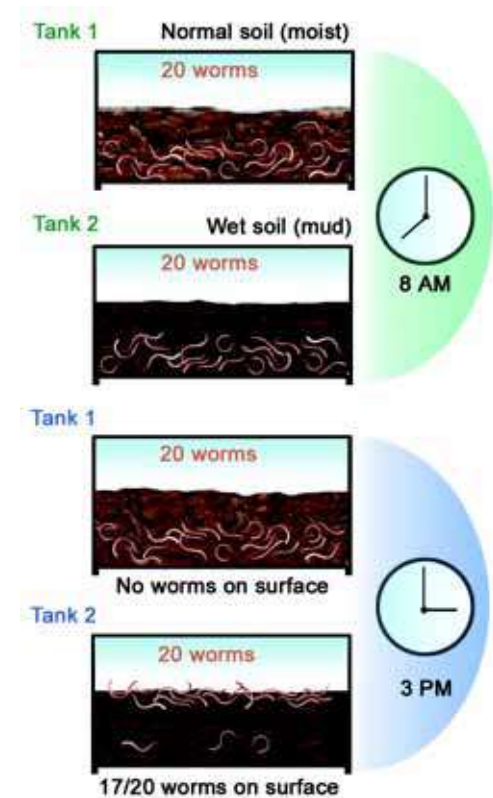 Tank 1
Normal soil (moist)
20 worms
Tank 2
Wet soil (mud)
20 worms
8 AM
Tank 1
20 worms
No worms on surface
Tank 2
20 worms
3 PM
17/20 worms on surface